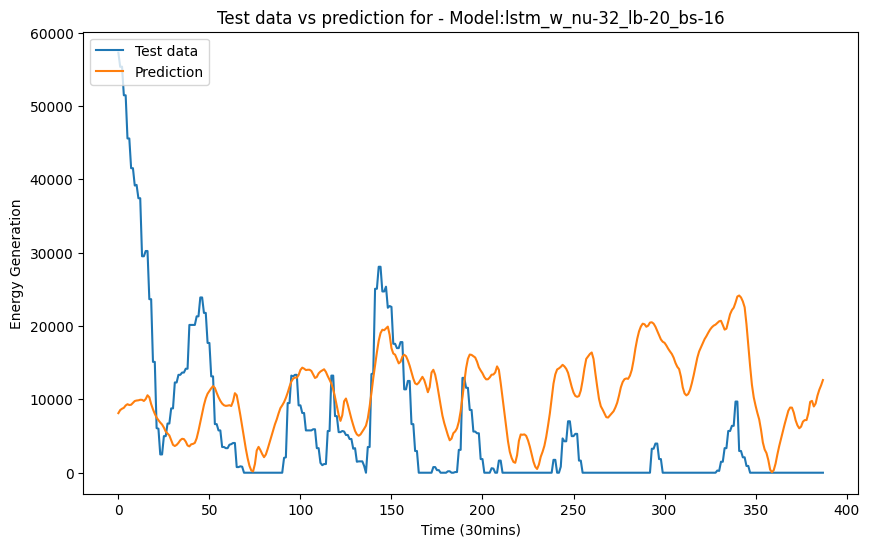 Test data vs prediction for - Model:lstm_w_nu-32_lb-20_bs-16
Test data
Prediction
Energy Generation
60000
50000
40000
30000
20000
10000
0
0 50 100 150 200 250 300 350 400
Time (30mins)